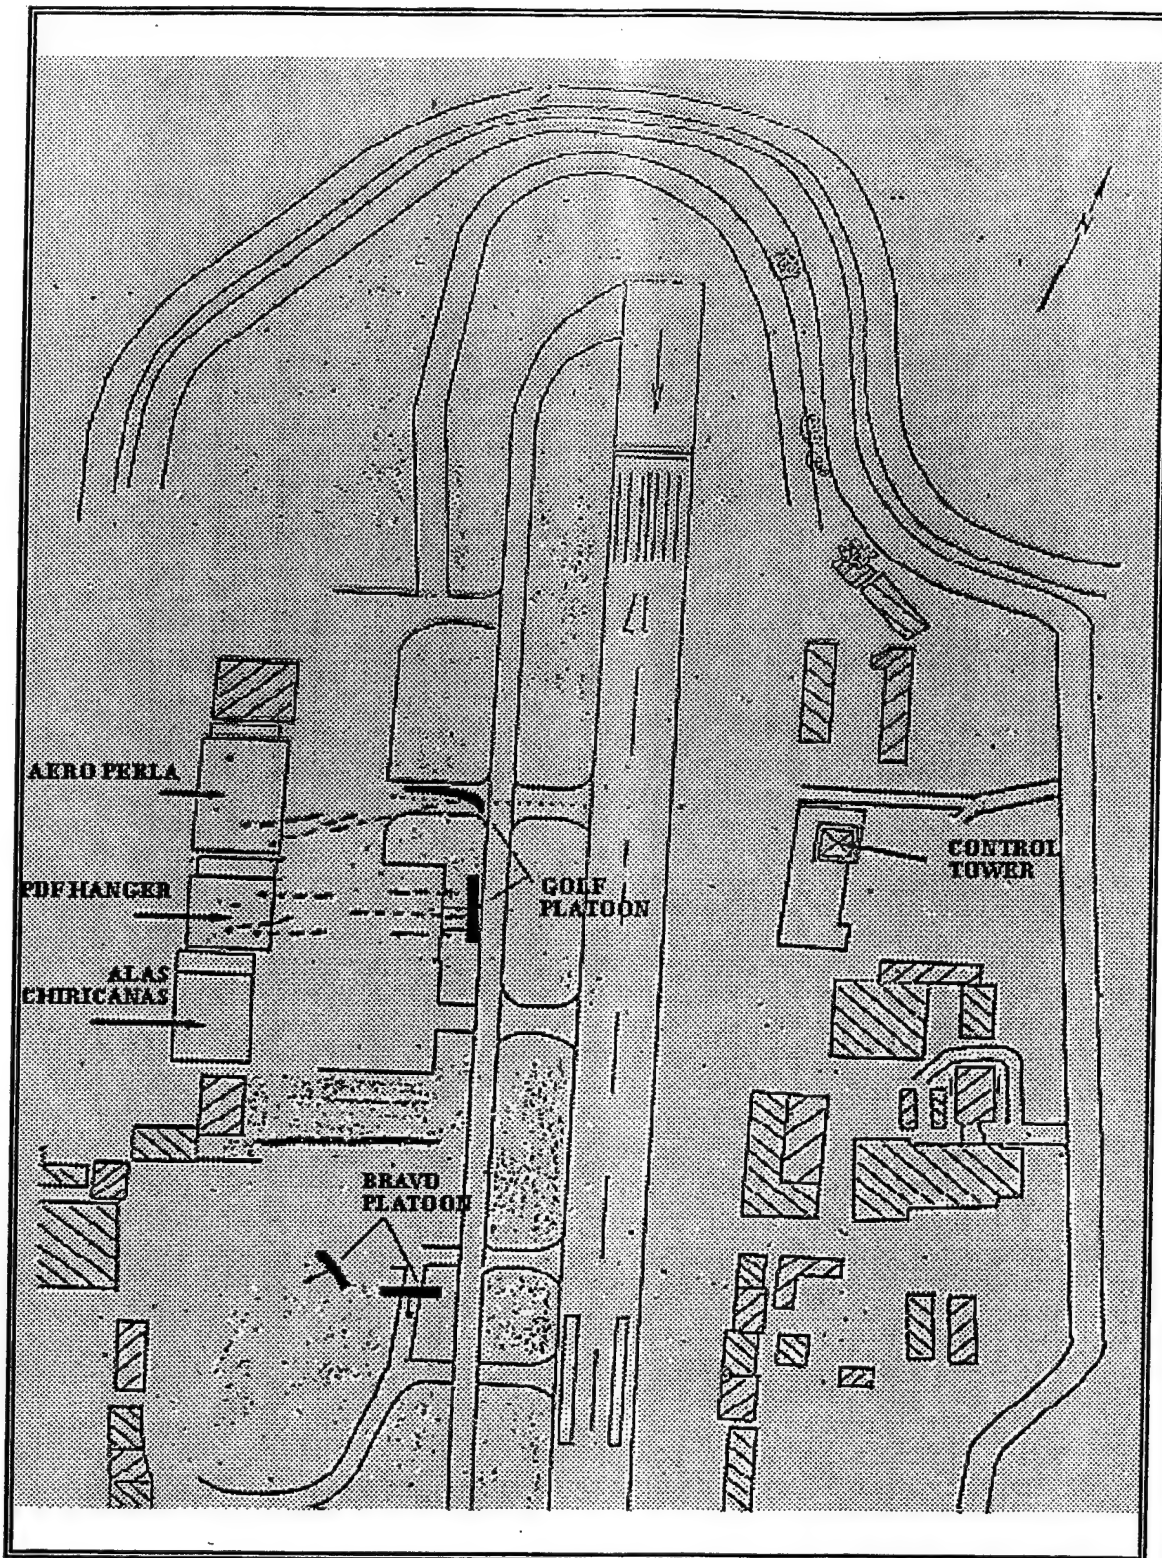 N
AERO PERLA
CONTROL
TOWER
PDF HANGER
GOLF
PLATOON
ALAS
CHIRICANAS
BRAVO
PLATOON